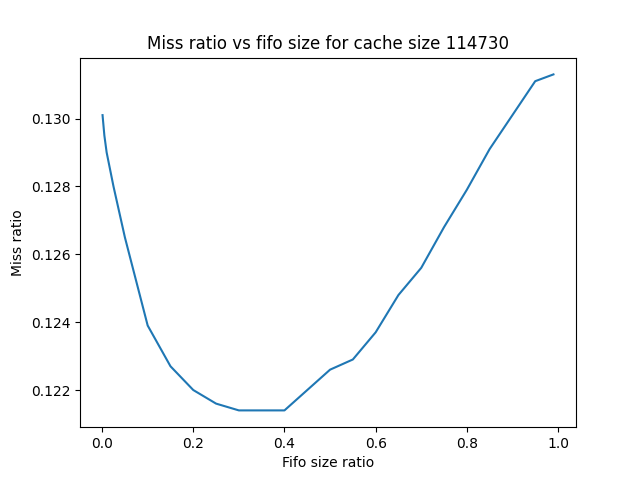 Miss ratio vs fifo size for cache size 114730
0.130
0.128
0.126
0.124
0.122
Miss ratio
0.0 0.2 0.4 0.6 0.8 1.0
Fifo size ratio